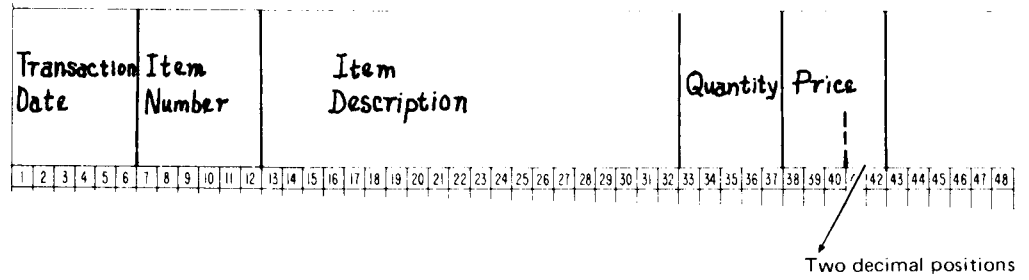 Transaction Date
Item Number
Item Description
Quantity
Price
1 2 3 4 5 6 7 8 9 10 11 12 13 14 15 16 17 18 19 20 21 22 23 24 25 26 27 28 29 30 31 32 33 34 35 36 37 38 39 40 42 43 44 45 46 47 48
Two decimal positions